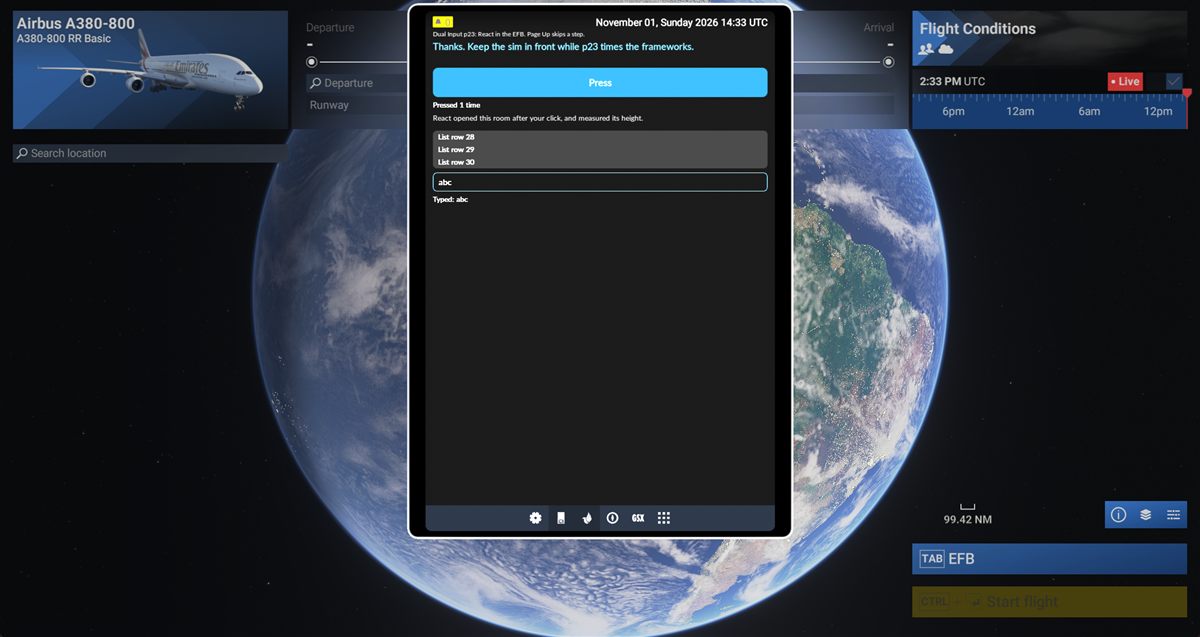 Airbus A380-800
A380-800 RR Basic
Emirates
Departure
-
Departure
Runway
Search location
November 01, Sunday 2026 14:33 UTC
Dual Input p23: React in the EFB. Page Up skips a step.
Thanks. Keep the sim in front while p23 times the frameworks.
Press
Pressed 1 time
React opened this room after your click, and measured its height.
List row 28
List row 29
List row 30
abc
Typed: abc
GSX
Arrival
-
Flight Conditions
2:33 PM UTC
Live
6pm 12am 6am 12pm
99.42 NM
TAB EFB
CTRL + Start flight